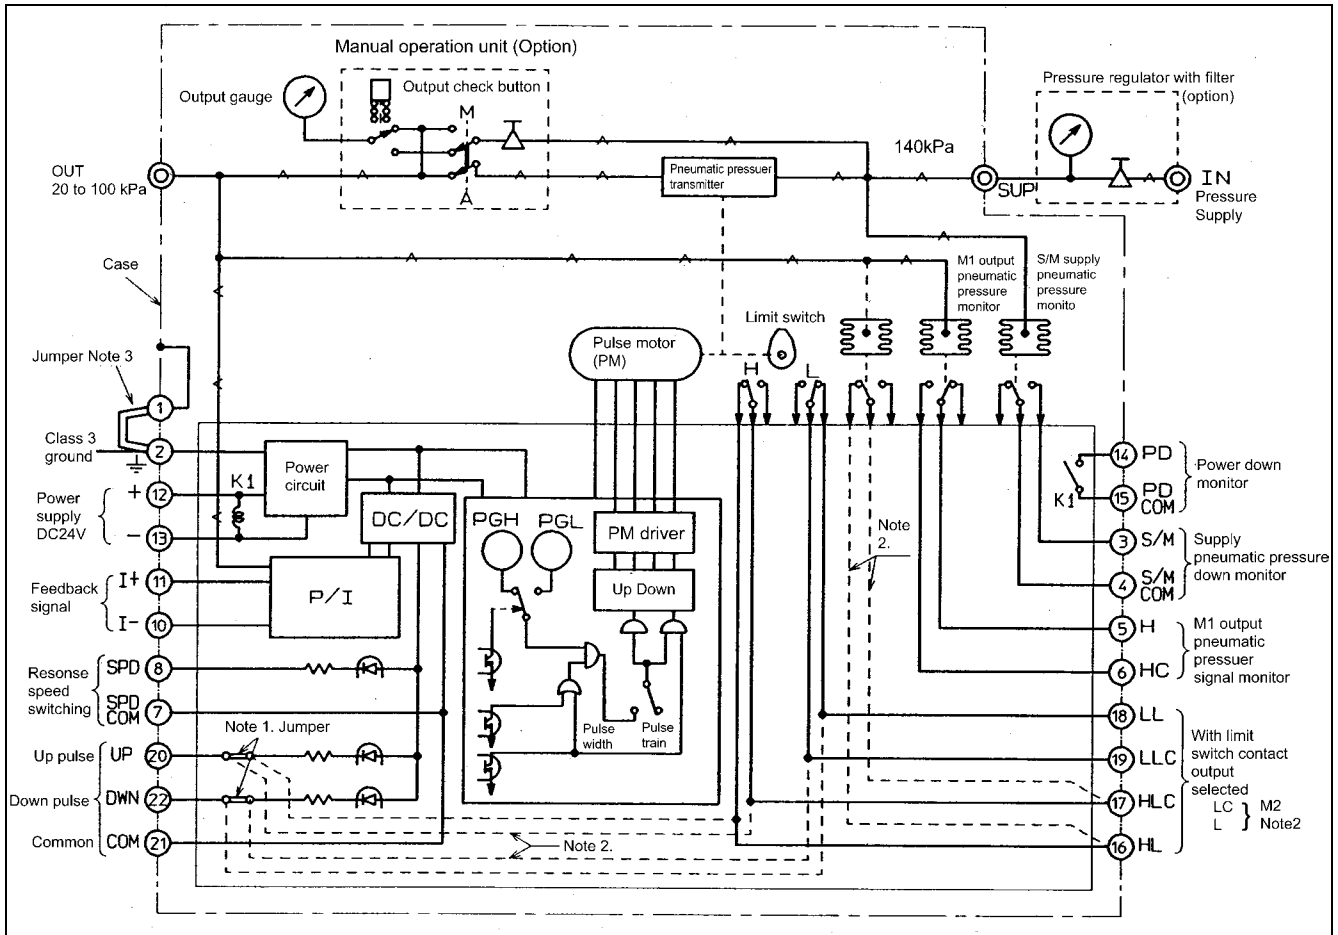 Manual operation unit (Option)
Output gauge
Output check button
M
A
OUT
20 to 100 kPa
Pneumatic pressuer
transmitter
140kPa
SUP
Pressure regulator with filter
(option)
IN
Pressure
Supply
Case
M1 output
pneumatic
pressure
monitor
S/M supply
pneumatic
pressure
monito
Limit switch
Pulse motor
(PM)
H
L
Jumper Note 3
1
Class 3
ground
2
Power
supply
DC24V
+
12
−
13
K1
Power
circuit
DC/DC
P/I
Feedback
signal
I+
11
I−
10
Resonse
speed
switching
SPD
8
SPD
COM
7
Note 1. Jumper
Up pulse
UP
20
Down pulse
DWN
22
Common
COM
21
PGH
PGL
PM driver
Up Down
Pulse
width
Pulse
train
Note
2.
Note 2.
K1
14
PD
15
PD
COM
Power down
monitor
3
S/M
4
S/M
COM
Supply
pneumatic pressure
down monitor
5
H
6
HC
M1 output
pneumatic
pressuer
signal monitor
18
LL
19
LLC
17
HLC
16
HL
With limit
switch contact
output
selected
LC
L
} M2
Note2